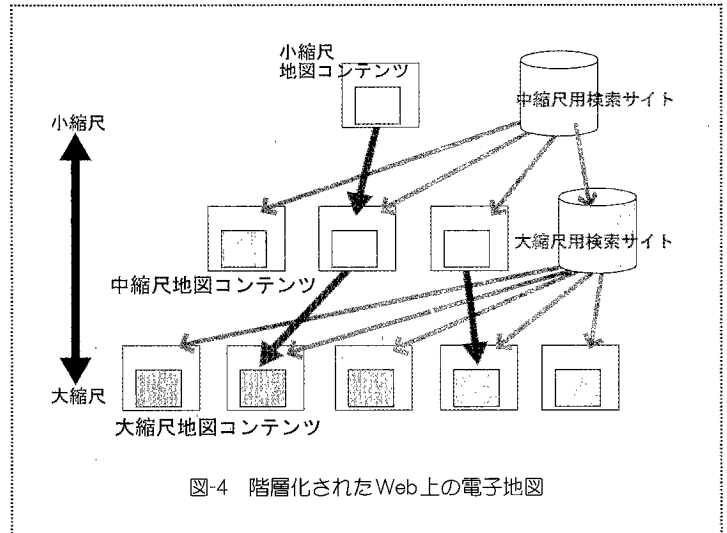 小縮尺
地図コンテンツ
中縮尺用検索サイト
小縮尺
大縮尺用検索サイト
中縮尺地図コンテンツ
大縮尺
大縮尺地図コンテンツ
図-4 階層化されたWeb上の電子地図